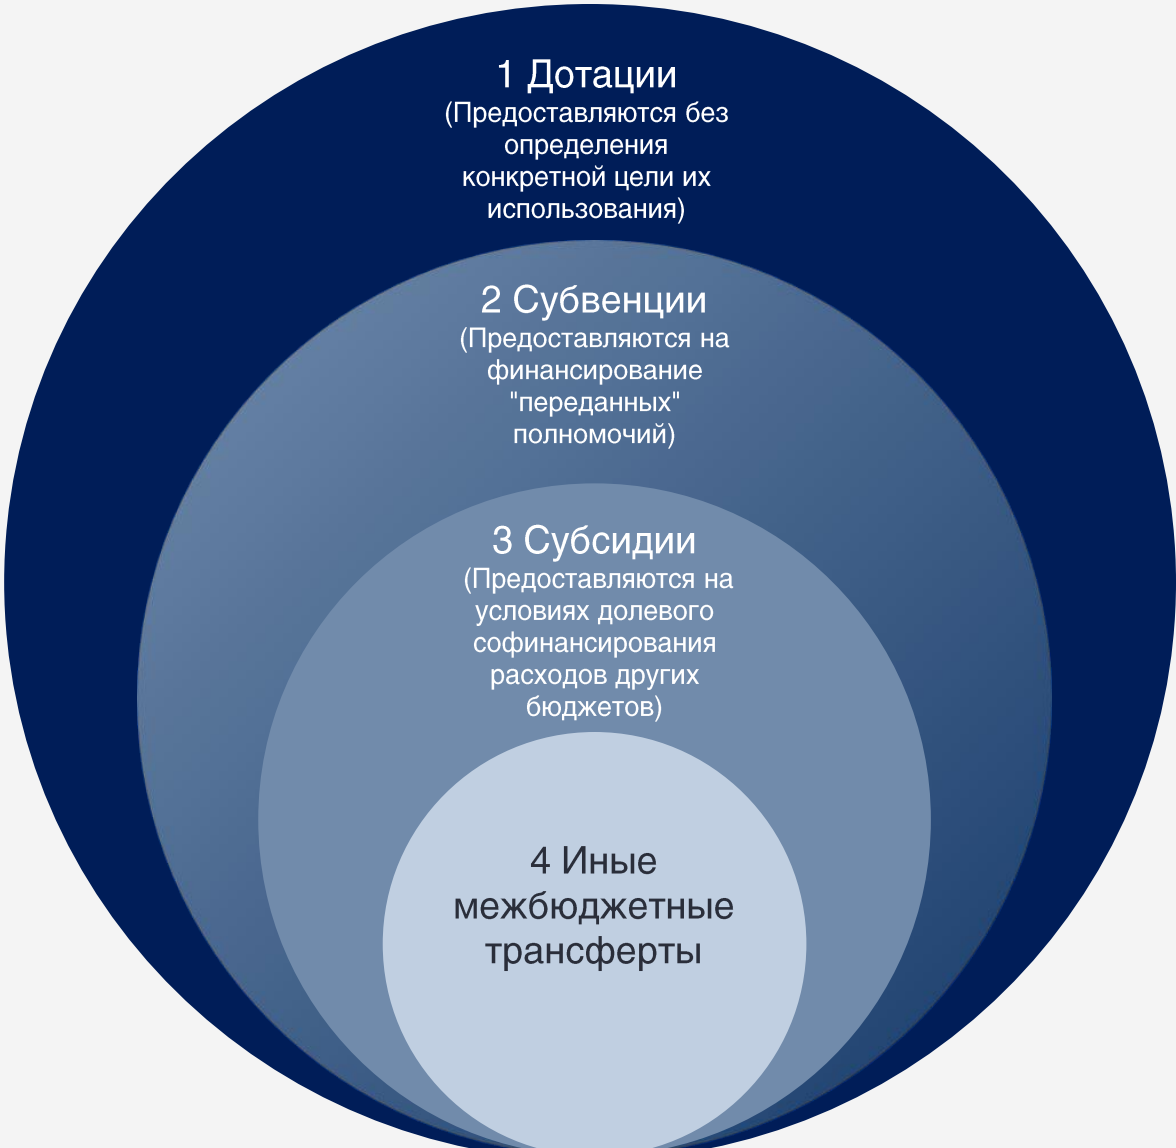 1 Дотации
(Предоставляются без
определения
конкретной цели их
использования)
2 Субвенции
(Предоставляются на
финансирование
"переданных"
полномочий)
3 Субсидии
(Предоставляются на
условиях долевого
софинансирования
расходов других
бюджетов)
4 Иные
межбюджетные
трансферты